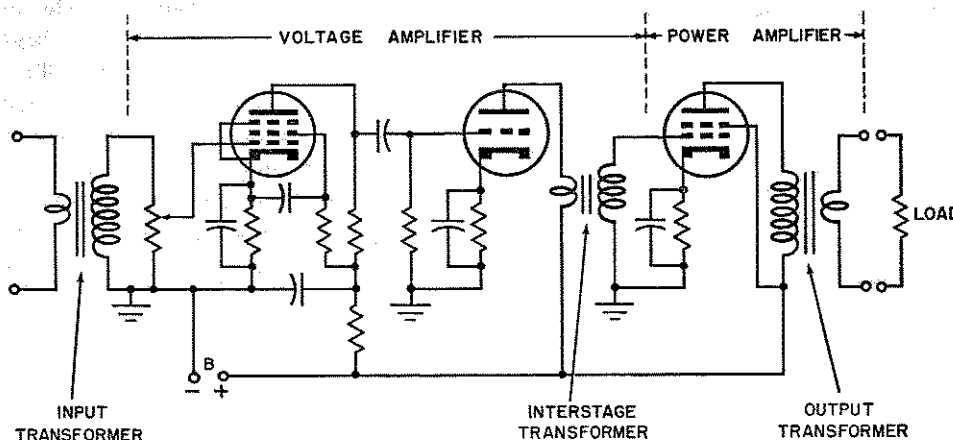 VOLTAGE AMPLIFIER
POWER AMPLIFIER
LOAD
B
- +
INPUT
TRANSFORMER
INTERSTAGE
TRANSFORMER
OUTPUT
TRANSFORMER